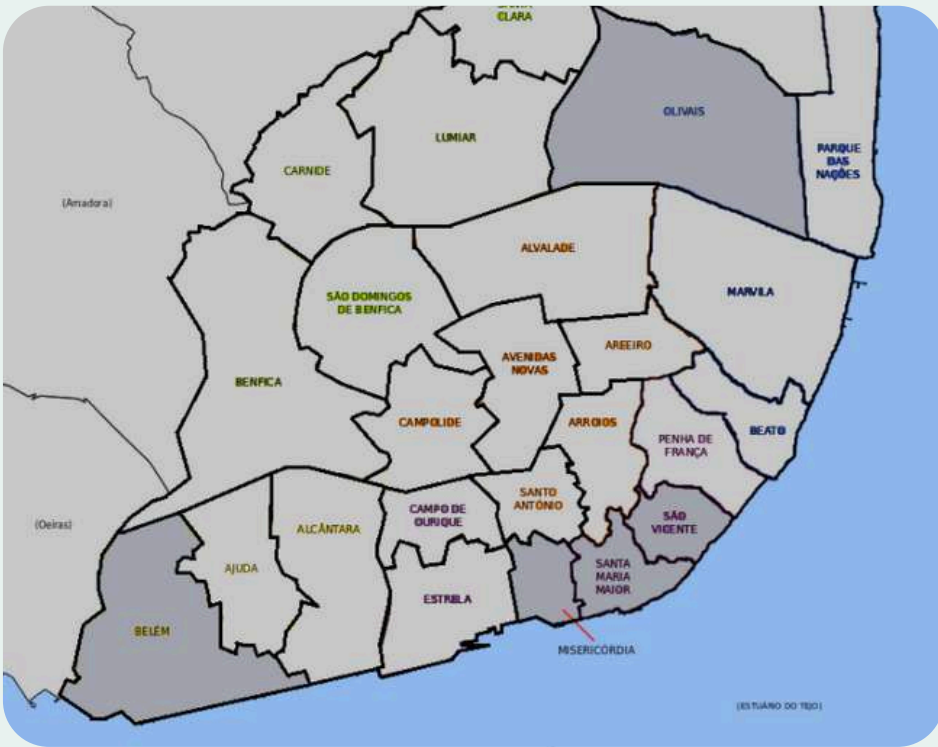 CLARA
OLIVAIS
LUMIAR
PARQUE
DAS
NAÇÕES
CARNIDE
(Amadora)
ALVALADE
MARVILA
SÃO DOMINGOS
DE BENFICA
AREEIRO
AVENIDAS
NOVAS
BENFICA
CAMPOLIDE
ARROIOS
BEATO
PENHA DE
FRANÇA
SANTO
ANTÓNIO
CAMPO DE
OURIQUE
SÃO
VICENTE
(Oeiras)
ALCÂNTARA
AJUDA
SANTA
MARIA
MAIOR
ESTRELA
BELÉM
MISERICÓRDIA
(ESTUÁRIO DO TEJO)